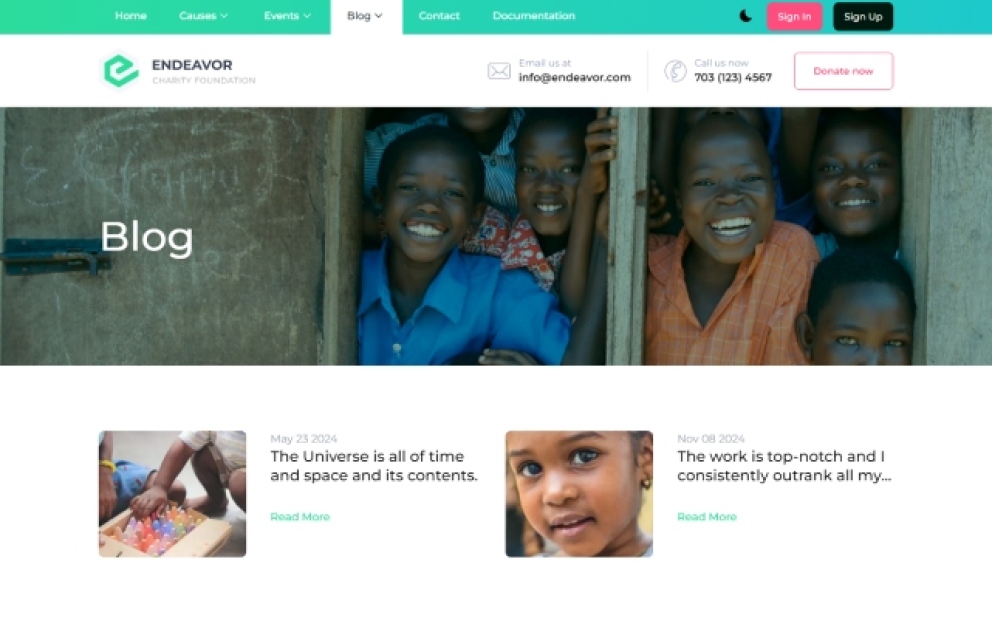 Home Causes Events Blog Contact Documentation Sign In Sign Up
ENDEAVOR
CHARITY FOUNDATION
Email us at
info@endeavor.com
Call us now
703 (123) 4567
Donate now
Blog
May 23 2024
The Universe is all of time
and space and its contents.
Read More
Nov 08 2024
The work is top-notch and I
consistently outrank all my...
Read More